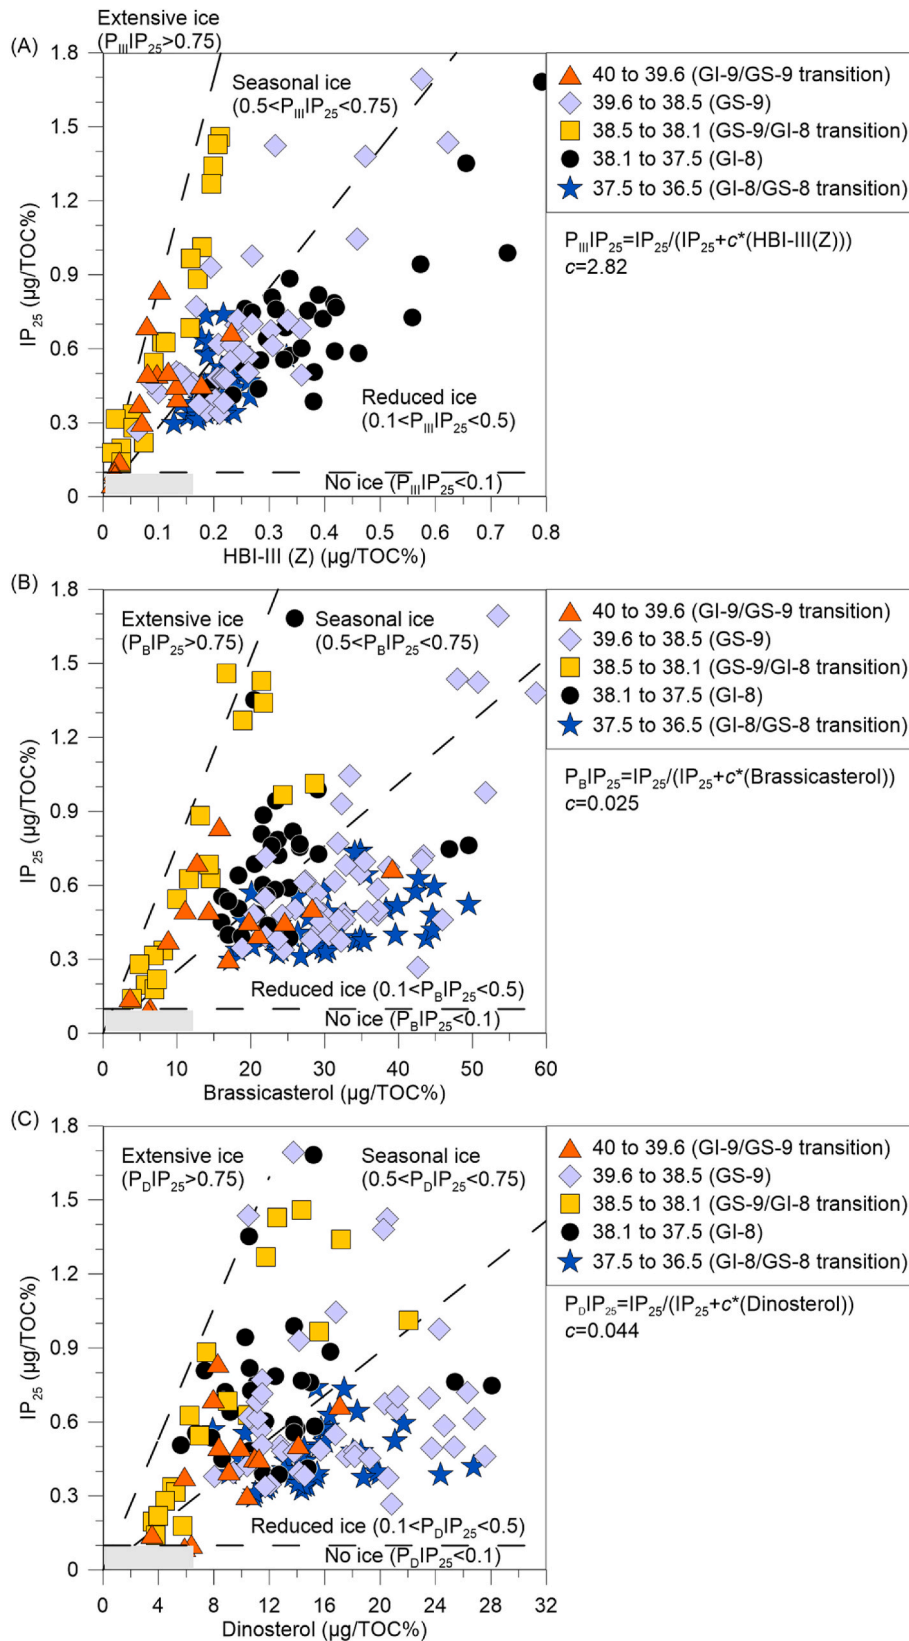 (A)
Extensive ice
(PIIIIP25>0.75)
Seasonal ice
(0.5<PIIIIP25<0.75)
Reduced ice
(0.1<PIIIIP25<0.5)
No ice (PIIIIP25<0.1)
1.8
1.5
1.2
0.9
0.6
0.3
0
IP25 (µg/TOC%)
0 0.1 0.2 0.3 0.4 0.5 0.6 0.7 0.8
HBI-III (Z) (µg/TOC%)
40 to 39.6 (GI-9/GS-9 transition)
39.6 to 38.5 (GS-9)
38.5 to 38.1 (GS-9/GI-8 transition)
38.1 to 37.5 (GI-8)
37.5 to 36.5 (GI-8/GS-8 transition)
PIIIIP25=IP25/(IP25+c*(HBI-III(Z)))
c=2.82
(B)
Extensive ice
(PBIP25>0.75)
Seasonal ice
(0.5<PBIP25<0.75)
Reduced ice (0.1<PBIP25<0.5)
No ice (PBIP25<0.1)
1.8
1.5
1.2
0.9
0.6
0.3
0
IP25 (µg/TOC%)
0 10 20 30 40 50 60
Brassicasterol (µg/TOC%)
40 to 39.6 (GI-9/GS-9 transition)
39.6 to 38.5 (GS-9)
38.5 to 38.1 (GS-9/GI-8 transition)
38.1 to 37.5 (GI-8)
37.5 to 36.5 (GI-8/GS-8 transition)
PBIP25=IP25/(IP25+c*(Brassicasterol))
c=0.025
(C)
Extensive ice
(PDIP25>0.75)
Seasonal ice
(0.5<PDIP25<0.75)
Reduced ice (0.1<PDIP25<0.5)
No ice (PDIP25<0.1)
1.8
1.5
1.2
0.9
0.6
0.3
0
IP25 (µg/TOC%)
0 4 8 12 16 20 24 28 32
Dinosterol (µg/TOC%)
40 to 39.6 (GI-9/GS-9 transition)
39.6 to 38.5 (GS-9)
38.5 to 38.1 (GS-9/GI-8 transition)
38.1 to 37.5 (GI-8)
37.5 to 36.5 (GI-8/GS-8 transition)
PDIP25=IP25/(IP25+c*(Dinosterol))
c=0.044